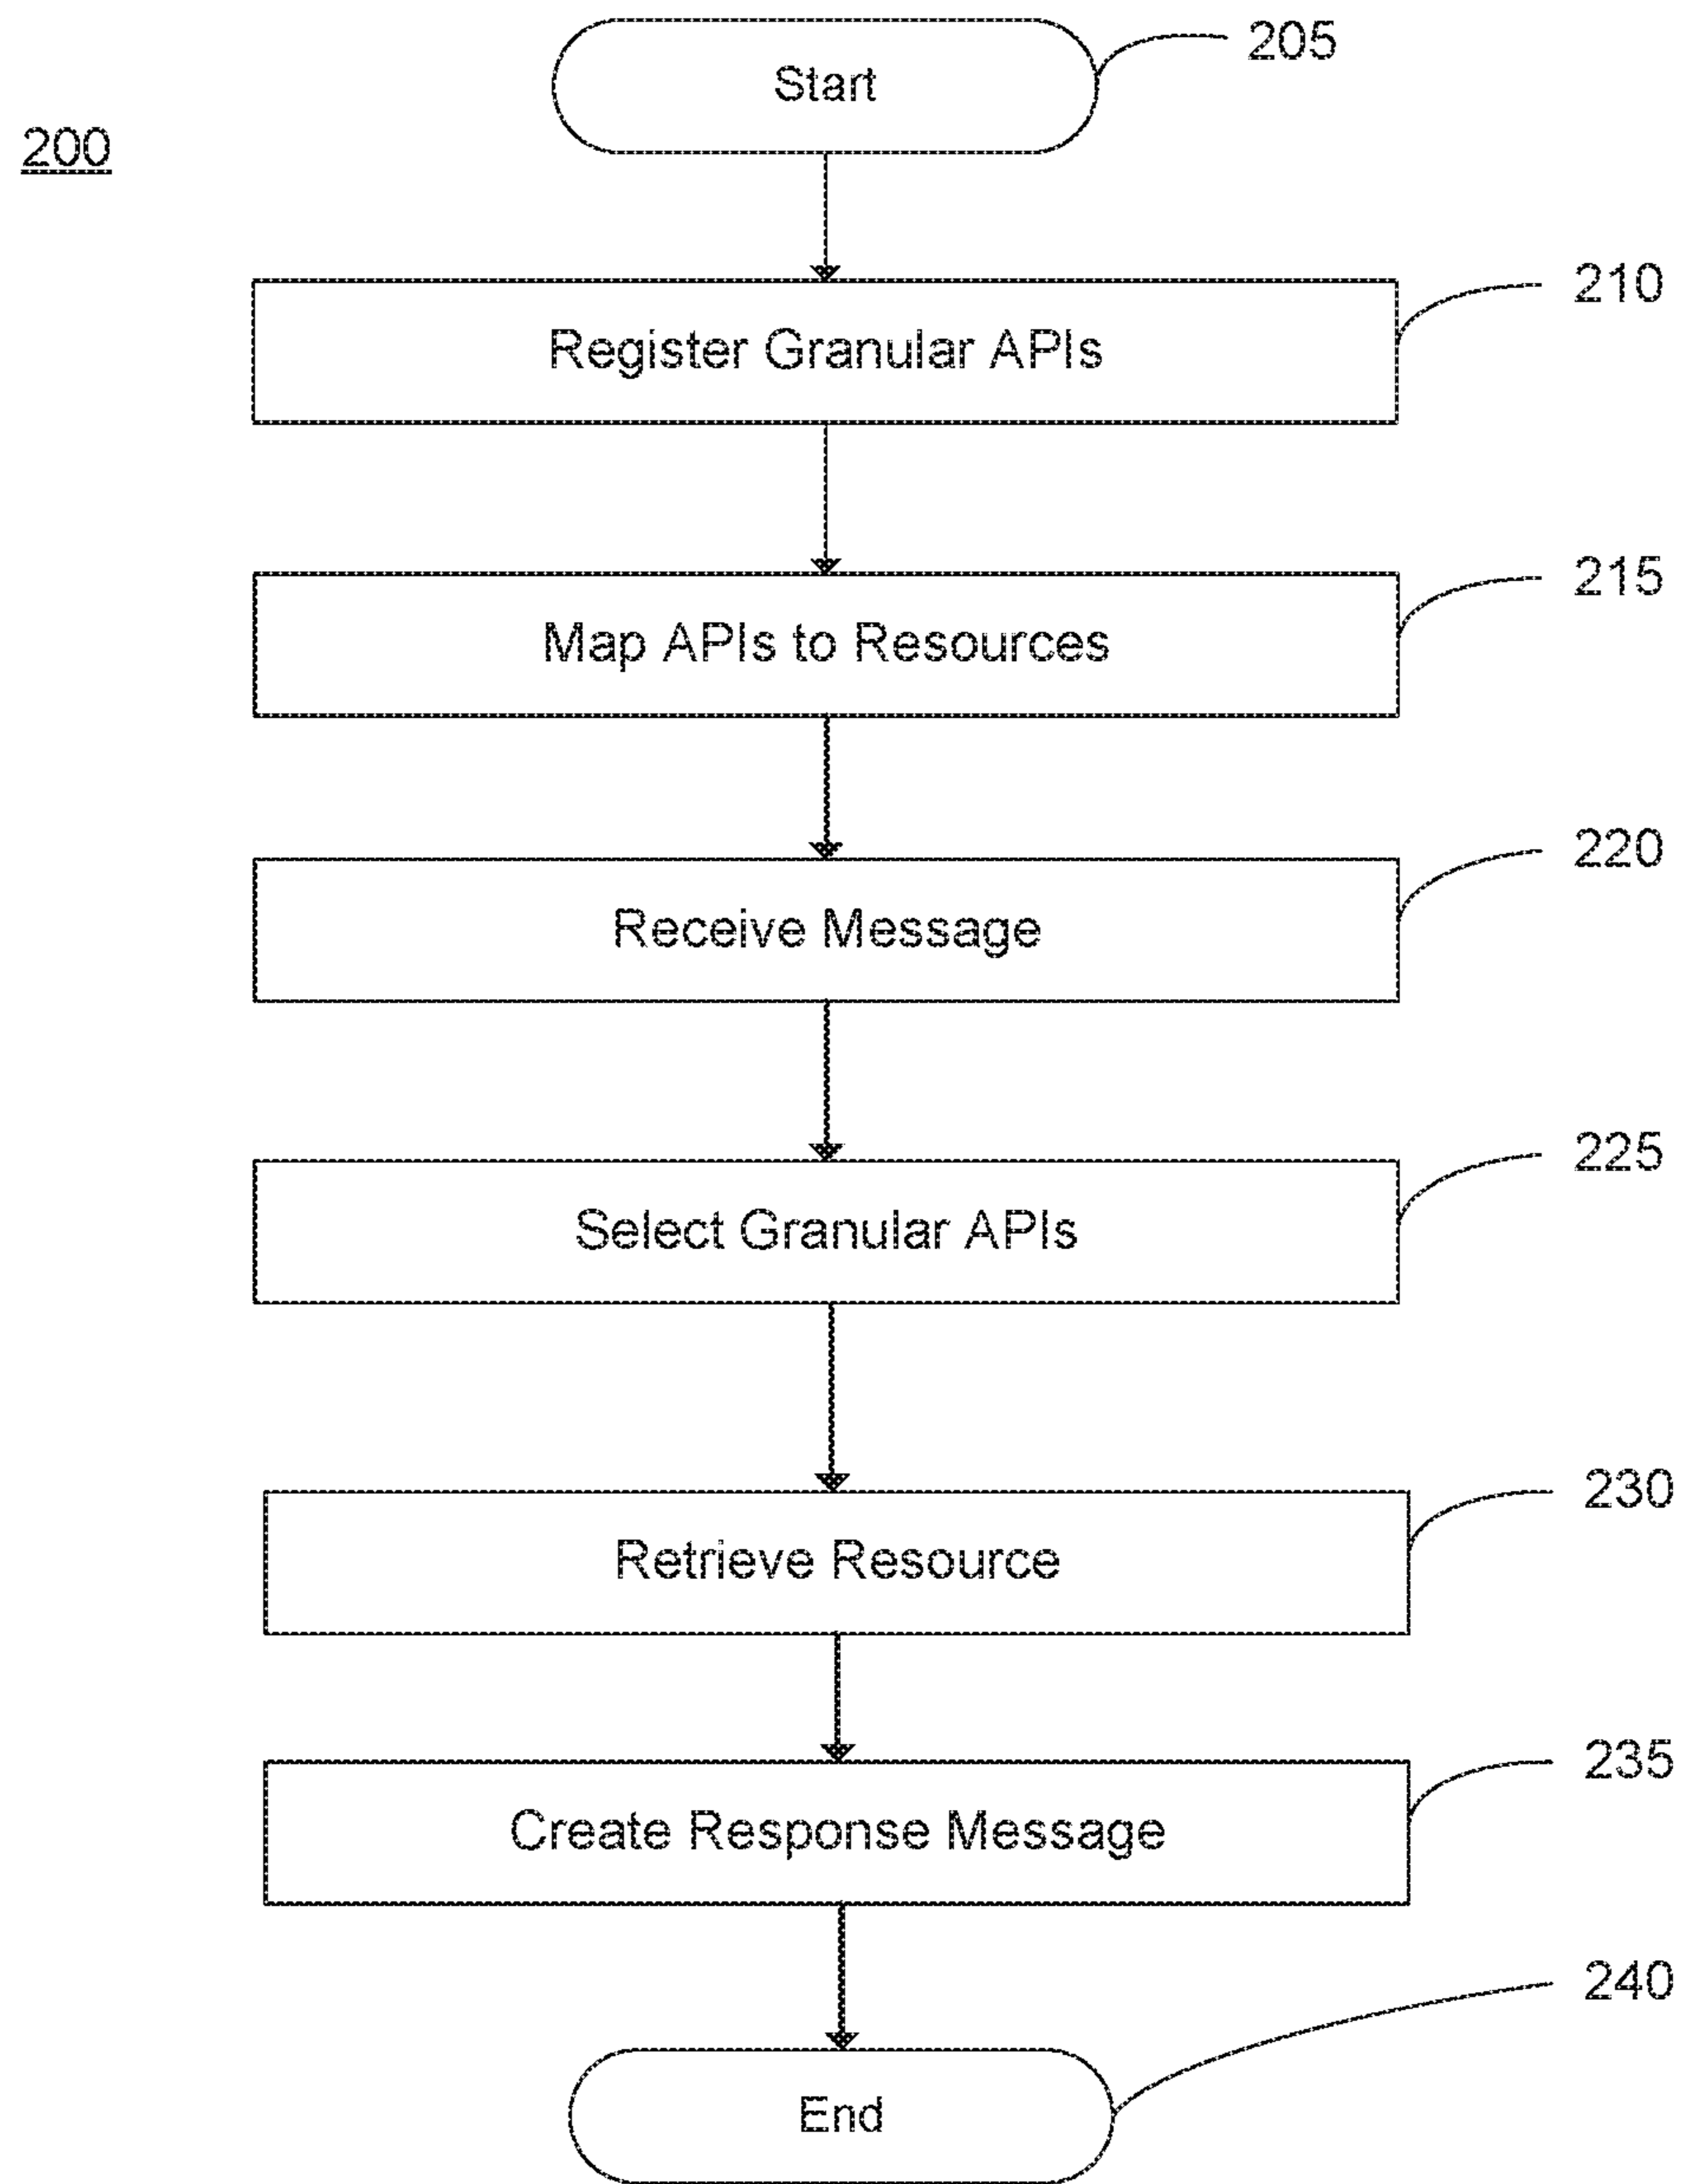 205
Start
200
210
Register Granular APIs
215
Map APIs to Resources
220
Receive Message
225
Select Granular APIs
230
Retrieve Resource
235
Create Response Message
240
End